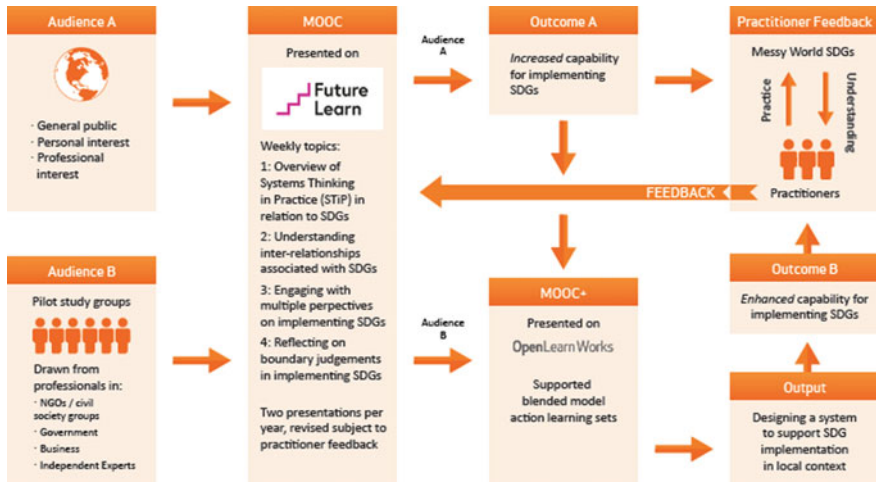 Audience A
· General public
· Personal interest
· Professional
interest
Audience B
Pilot study groups
Drawn from
professionals in:
· NGOs / civil
society groups
· Government
· Business
· Independent Experts
MOOC
Presented on
Future
Learn
Weekly topics:
1: Overview of
Systems Thinking
in Practice (STiP) in
relation to SDGs
2: Understanding
inter-relationships
associated with SDGs
3: Engaging with
multiple perpectives
on implementing SDGs
4: Reflecting on
boundary judgements
in implementing SDGs
Two presentations per
year, revised subject to
practitioner feedback
Audience
A
Audience
B
Outcome A
Increased capability
for implementing
SDGs
FEEDBACK
MOOC+
Presented on
OpenLearnWorks
Supported
blended model
action learning sets
Practitioner Feedback
Messy World SDGs
Practice
Understanding
Practitioners
Outcome B
Enhanced capability for
implementing SDGs
Output
Designing a system
to support SDG
implementation
in local context